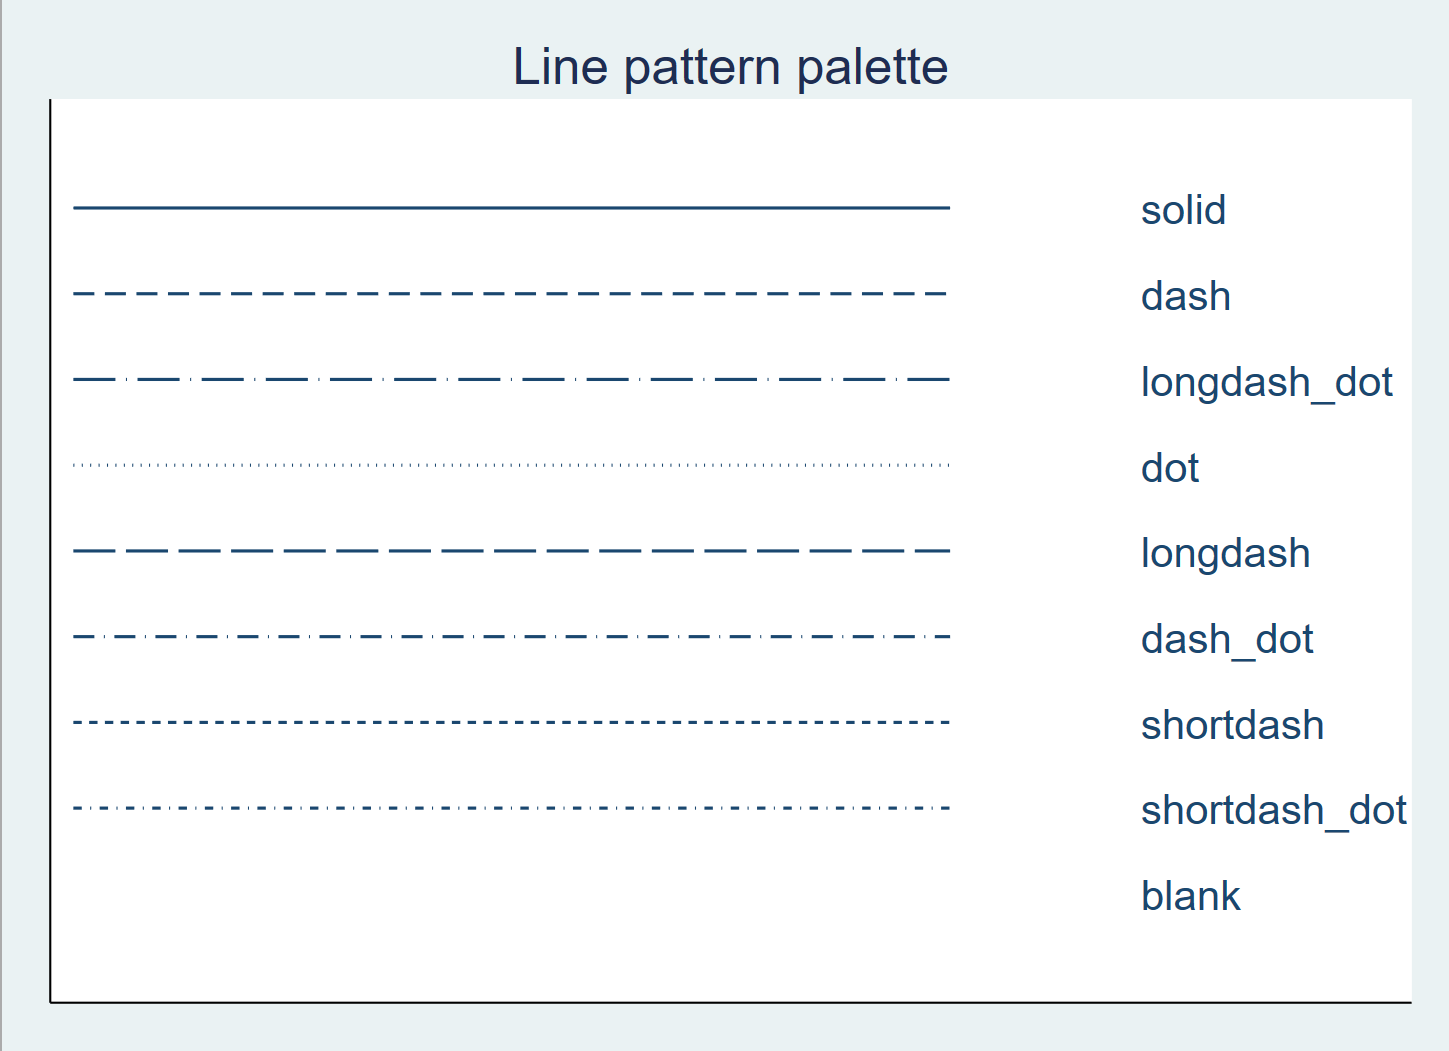 Line pattern palette
solid
dash
longdash_dot
dot
longdash
dash_dot
shortdash
shortdash_dot
blank